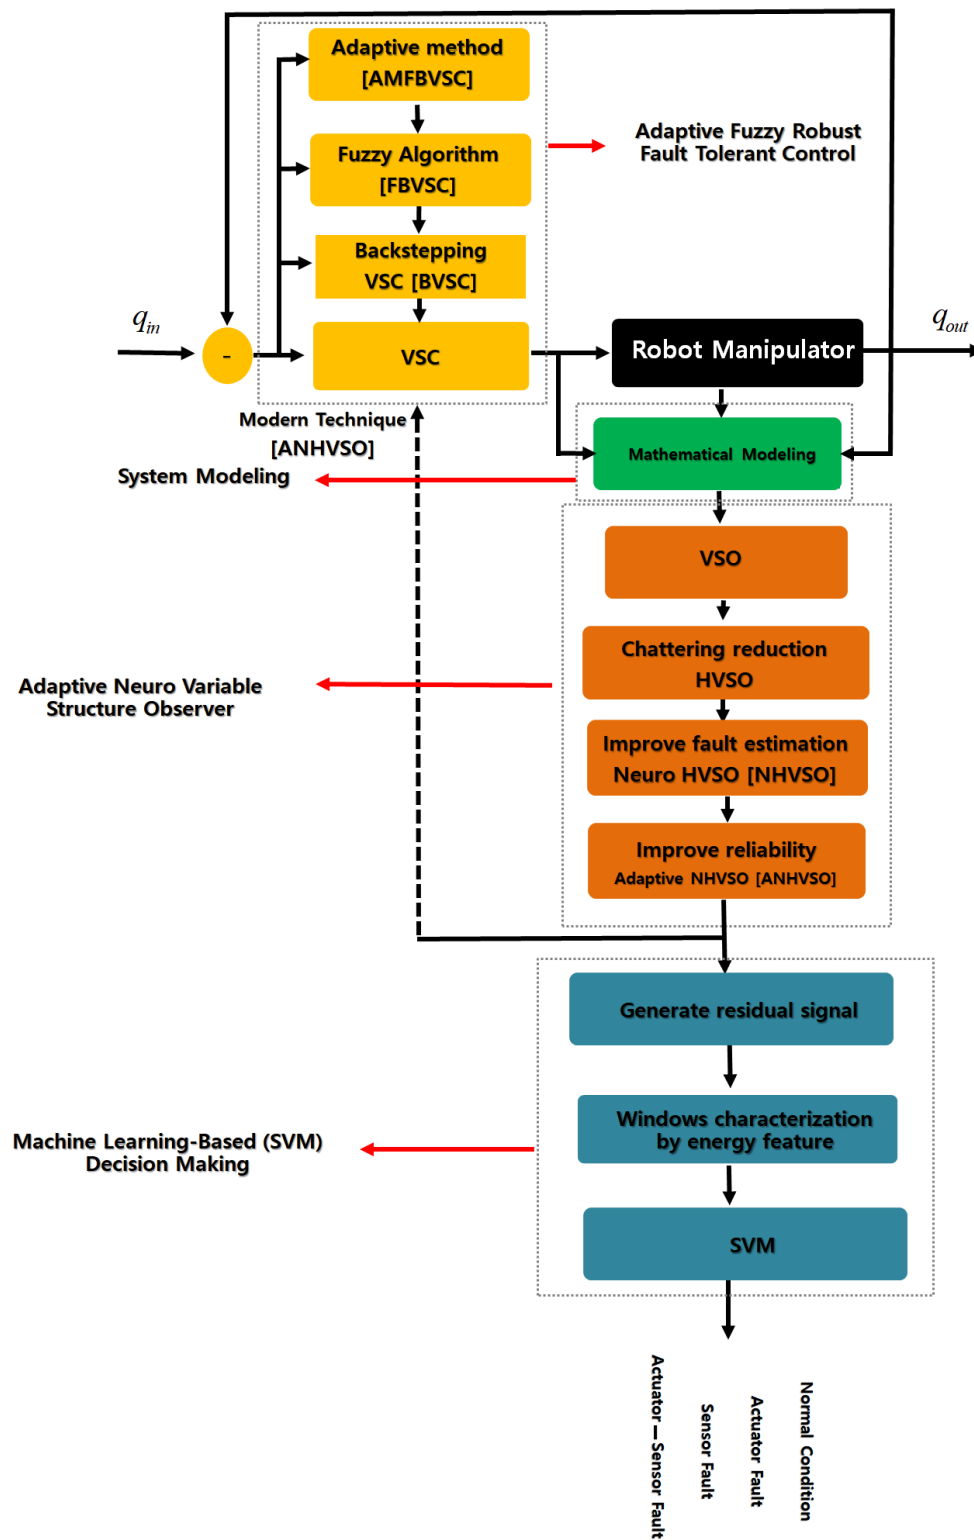 Adaptive method
[AMFBVSC]
Fuzzy Algorithm
[FBVSC]
Adaptive Fuzzy Robust
Fault Tolerant Control
Backstepping
VSC [BVSC]
q_in
-
VSC
Robot Manipulator
q_out
Modern Technique
[ANHVSO]
Mathematical Modeling
System Modeling
VSO
Chattering reduction
HVSO
Adaptive Neuro Variable
Structure Observer
Improve fault estimation
Neuro HVSO [NHVSO]
Improve reliability
Adaptive NHVSO [ANHVSO]
Generate residual signal
Windows characterization
by energy feature
Machine Learning-Based (SVM)
Decision Making
SVM
Actuator — Sensor Fault
Sensor Fault
Actuator Fault
Normal Condition